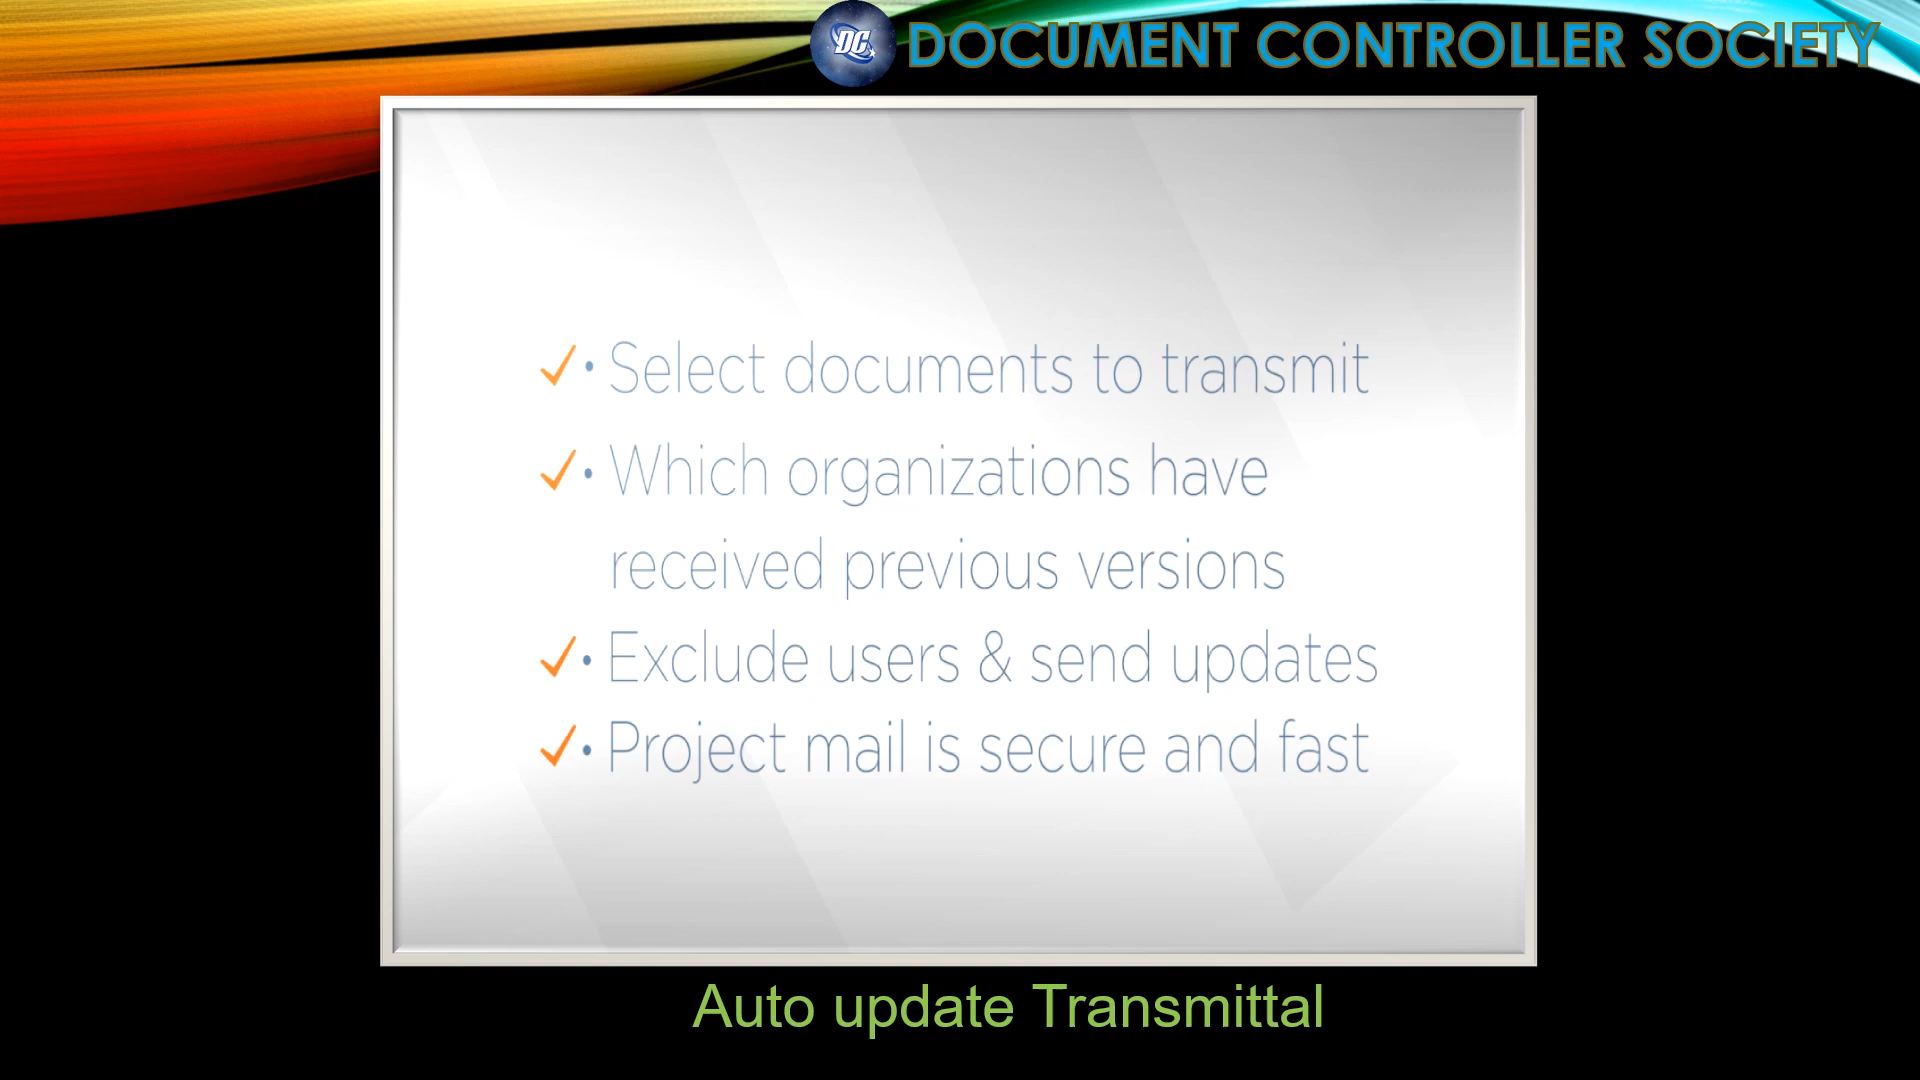 DC
DOCUMENT CONTROLLER SOCIETY
✓• Select documents to transmit
✓• Which organizations have
received previous versions
✓• Exclude users & send updates
✓• Project mail is secure and fast
Auto update Transmittal